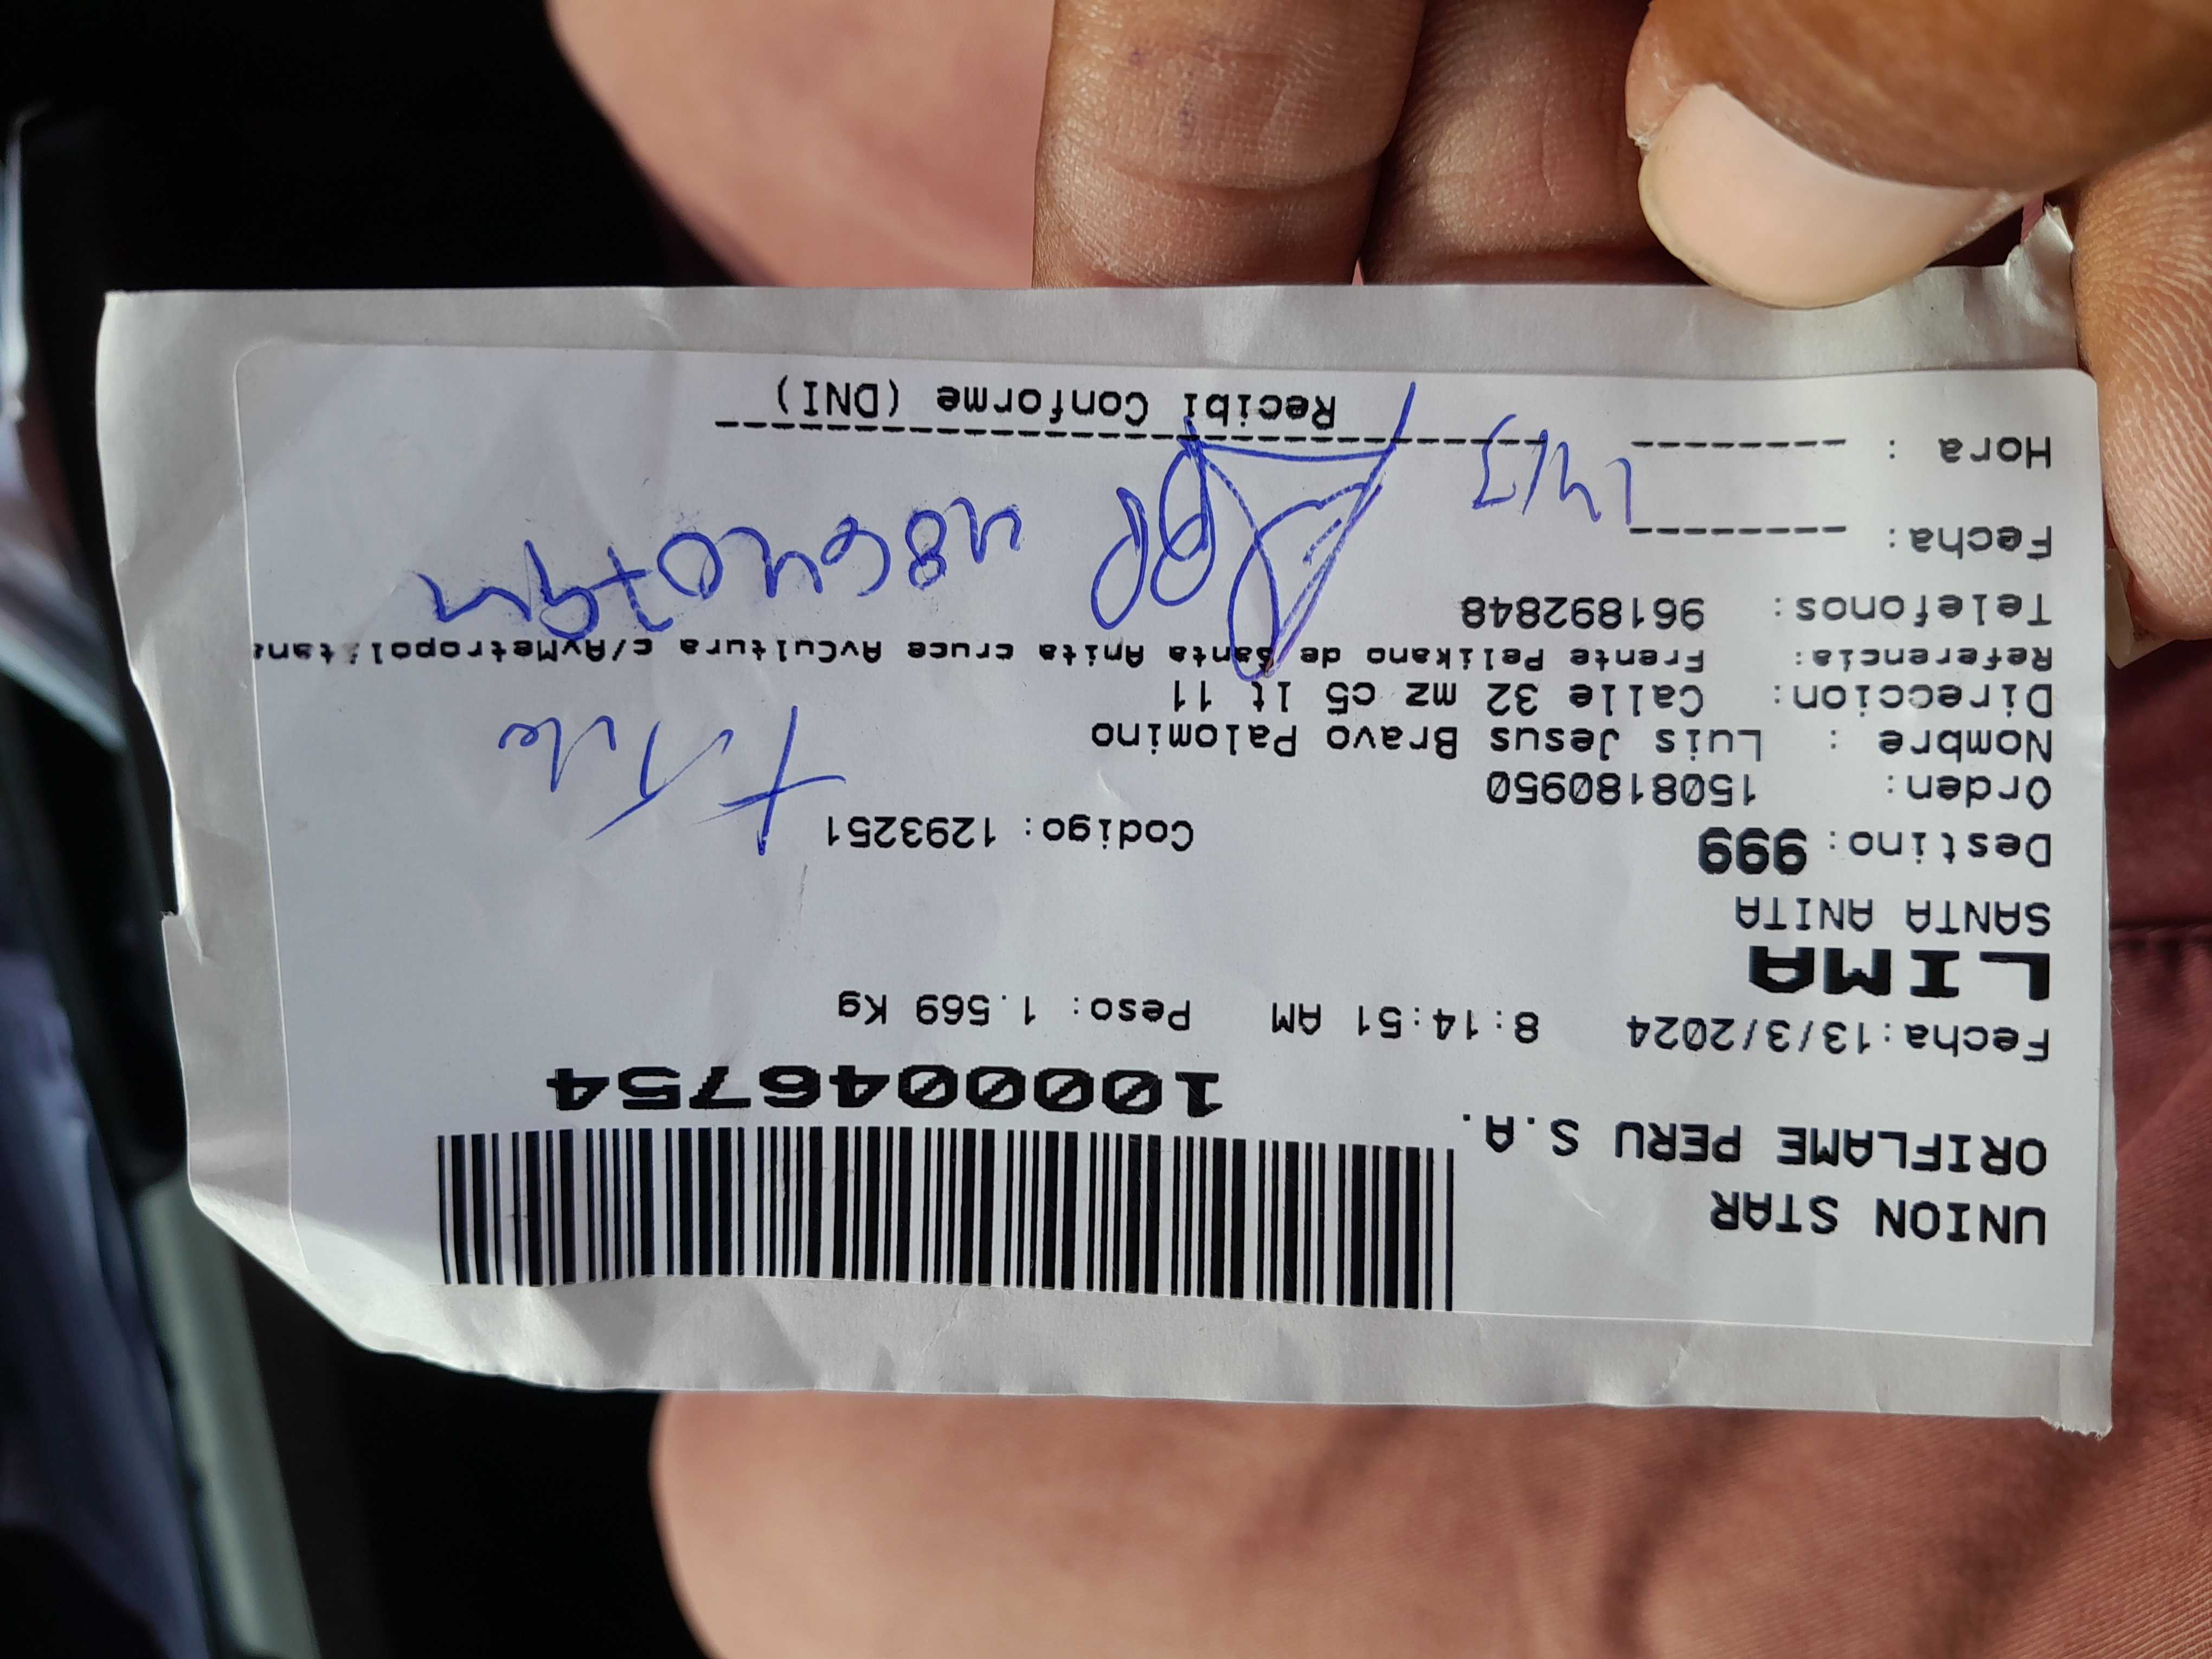 UNION STAR
ORIFLAME PERU S.A.
1000046754
Fecha:13/3/2024 8:14:51 AM Peso: 1.569 Kg
LIMA
SANTA ANITA
Destino: 999 Codigo: 1293251
Orden: 1508180950
Nombre : Luis Jesus Bravo Palomino
Direccion: Calle 32 mz c5 lt 11
Referencia: Frente Pelikano de Santa Anita cruce AvCultura c/AvMetropolitana
Telefonos: 961892848
Fecha:
14/3
Hora :
Recibi Conforme (DNI)